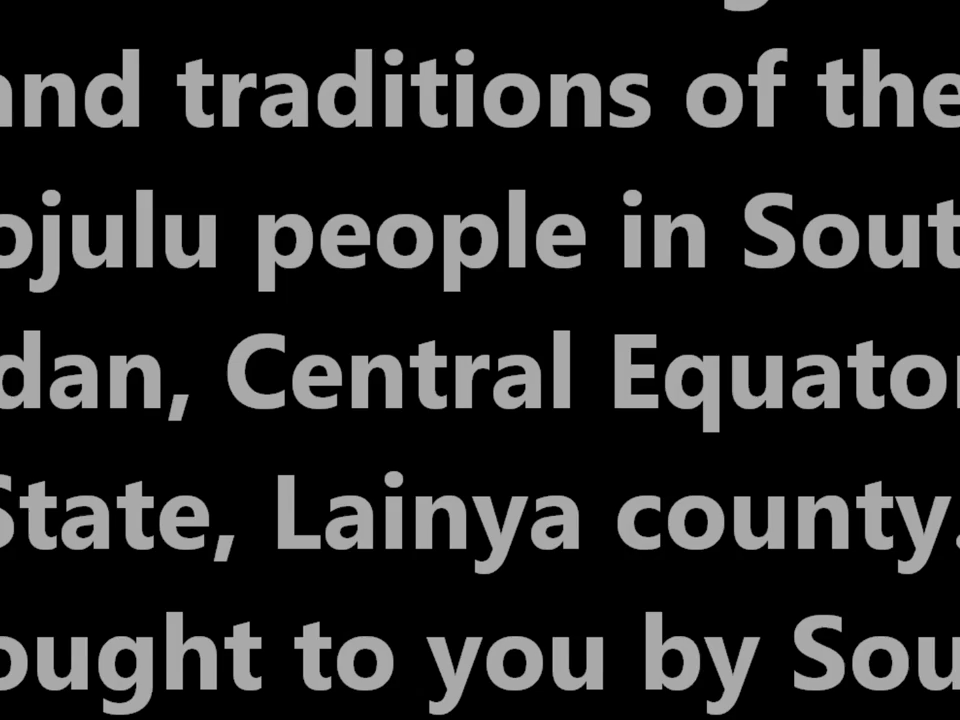 and traditions of the
ojulu people in Sout
dan, Central Equator
State, Lainya county.
ought to you by Sou